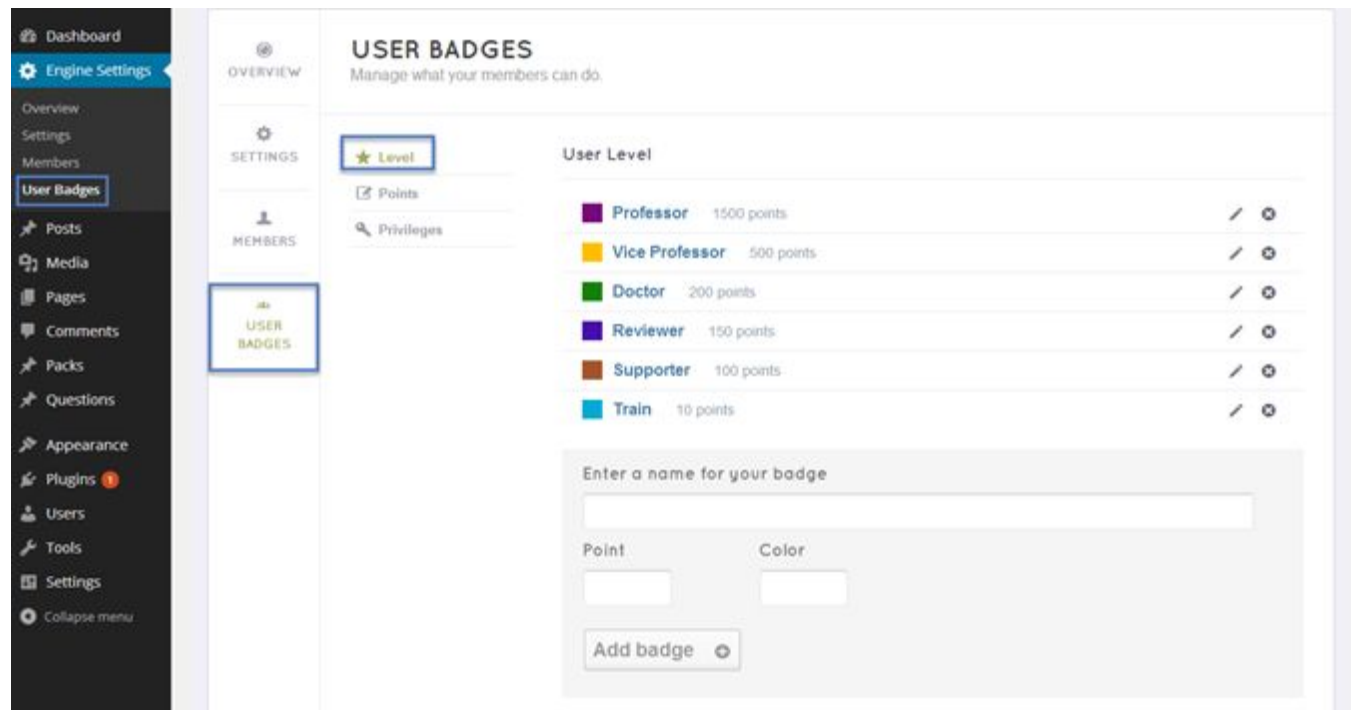 Dashboard
Engine Settings
Overview
Settings
Members
User Badges
Posts
Media
Pages
Comments
Packs
Questions
Appearance
Plugins 1
Users
Tools
Settings
Collapse menu
OVERVIEW
SETTINGS
MEMBERS
USER
BADGES
USER BADGES
Manage what your members can do.
Level
Points
Privileges
User Level
Professor 1500 points
Vice Professor 500 points
Doctor 200 points
Reviewer 150 points
Supporter 100 points
Train 10 points
Enter a name for your badge
Point Color
Add badge